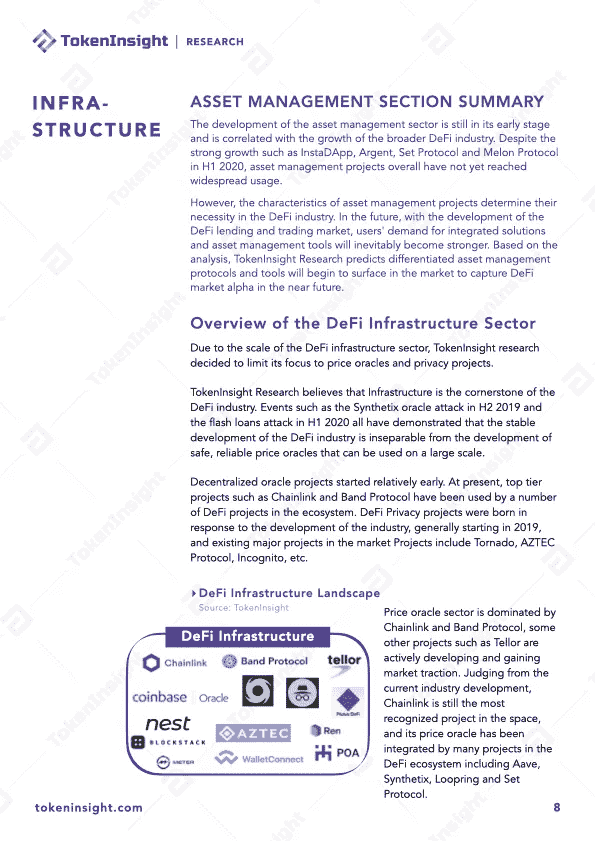 TokenInsight | RESEARCH
INFRA-
STRUCTURE
ASSET MANAGEMENT SECTION SUMMARY
The development of the asset management sector is still in its early stage
and is correlated with the growth of the broader DeFi industry. Despite the
strong growth such as InstaDApp, Argent, Set Protocol and Melon Protocol
in H1 2020, asset management projects overall have not yet reached
widespread usage.
However, the characteristics of asset management projects determine their
necessity in the DeFi industry. In the future, with the development of the
DeFi lending and trading market, users' demand for integrated solutions
and asset management tools will inevitably become stronger. Based on the
analysis, TokenInsight Research predicts differentiated asset management
protocols and tools will begin to surface in the market to capture DeFi
market alpha in the near future.
Overview of the DeFi Infrastructure Sector
Due to the scale of the DeFi infrastructure sector, TokenInsight research
decided to limit its focus to price oracles and privacy projects.
TokenInsight Research believes that Infrastructure is the cornerstone of the
DeFi industry. Events such as the Synthetix oracle attack in H2 2019 and
the flash loans attack in H1 2020 all have demonstrated that the stable
development of the DeFi industry is inseparable from the development of
safe, reliable price oracles that can be used on a large scale.
Decentralized oracle projects started relatively early. At present, top tier
projects such as Chainlink and Band Protocol have been used by a number
of DeFi projects in the ecosystem. DeFi Privacy projects were born in
response to the development of the industry, generally starting in 2019,
and existing major projects in the market Projects include Tornado, AZTEC
Protocol, Incognito, etc.
DeFi Infrastructure Landscape
Source: TokenInsight
DeFi Infrastructure
Chainlink
Band Protocol
tellor
coinbase Oracle
nest
BLOCKSTACK
AZTEC
Ren
METER
WalletConnect
POA
Price oracle sector is dominated by
Chainlink and Band Protocol, some
other projects such as Tellor are
actively developing and gaining
market traction. Judging from the
current industry development,
Chainlink is still the most
recognized project in the space,
and its price oracle has been
integrated by many projects in the
DeFi ecosystem including Aave,
Synthetix, Loopring and Set
Protocol.
tokeninsight.com
8